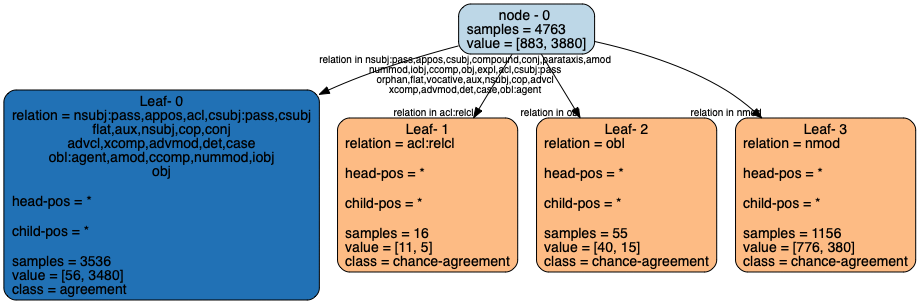 node - 0
samples = 4763
value = [883, 3880]
relation in nsubj:pass,appos,csubj,compound,conj,parataxis,amod
nummod,iobj,ccomp,obj,expl,acl,csubj:pass
orphan,flat,vocative,aux,nsubj,cop,advcl
xcomp,advmod,det,case,obl:agent
relation in acl:relcl
relation in obl
relation in nmod
Leaf- 0
relation = nsubj:pass,appos,acl,csubj:pass,csubj
flat,aux,nsubj,cop,conj
advcl,xcomp,advmod,det,case
obl:agent,amod,ccomp,nummod,iobj
obj
head-pos = *
child-pos = *
samples = 3536
value = [56, 3480]
class = agreement
Leaf- 1
relation = acl:relcl
head-pos = *
child-pos = *
samples = 16
value = [11, 5]
class = chance-agreement
Leaf- 2
relation = obl
head-pos = *
child-pos = *
samples = 55
value = [40, 15]
class = chance-agreement
Leaf- 3
relation = nmod
head-pos = *
child-pos = *
samples = 1156
value = [776, 380]
class = chance-agreement